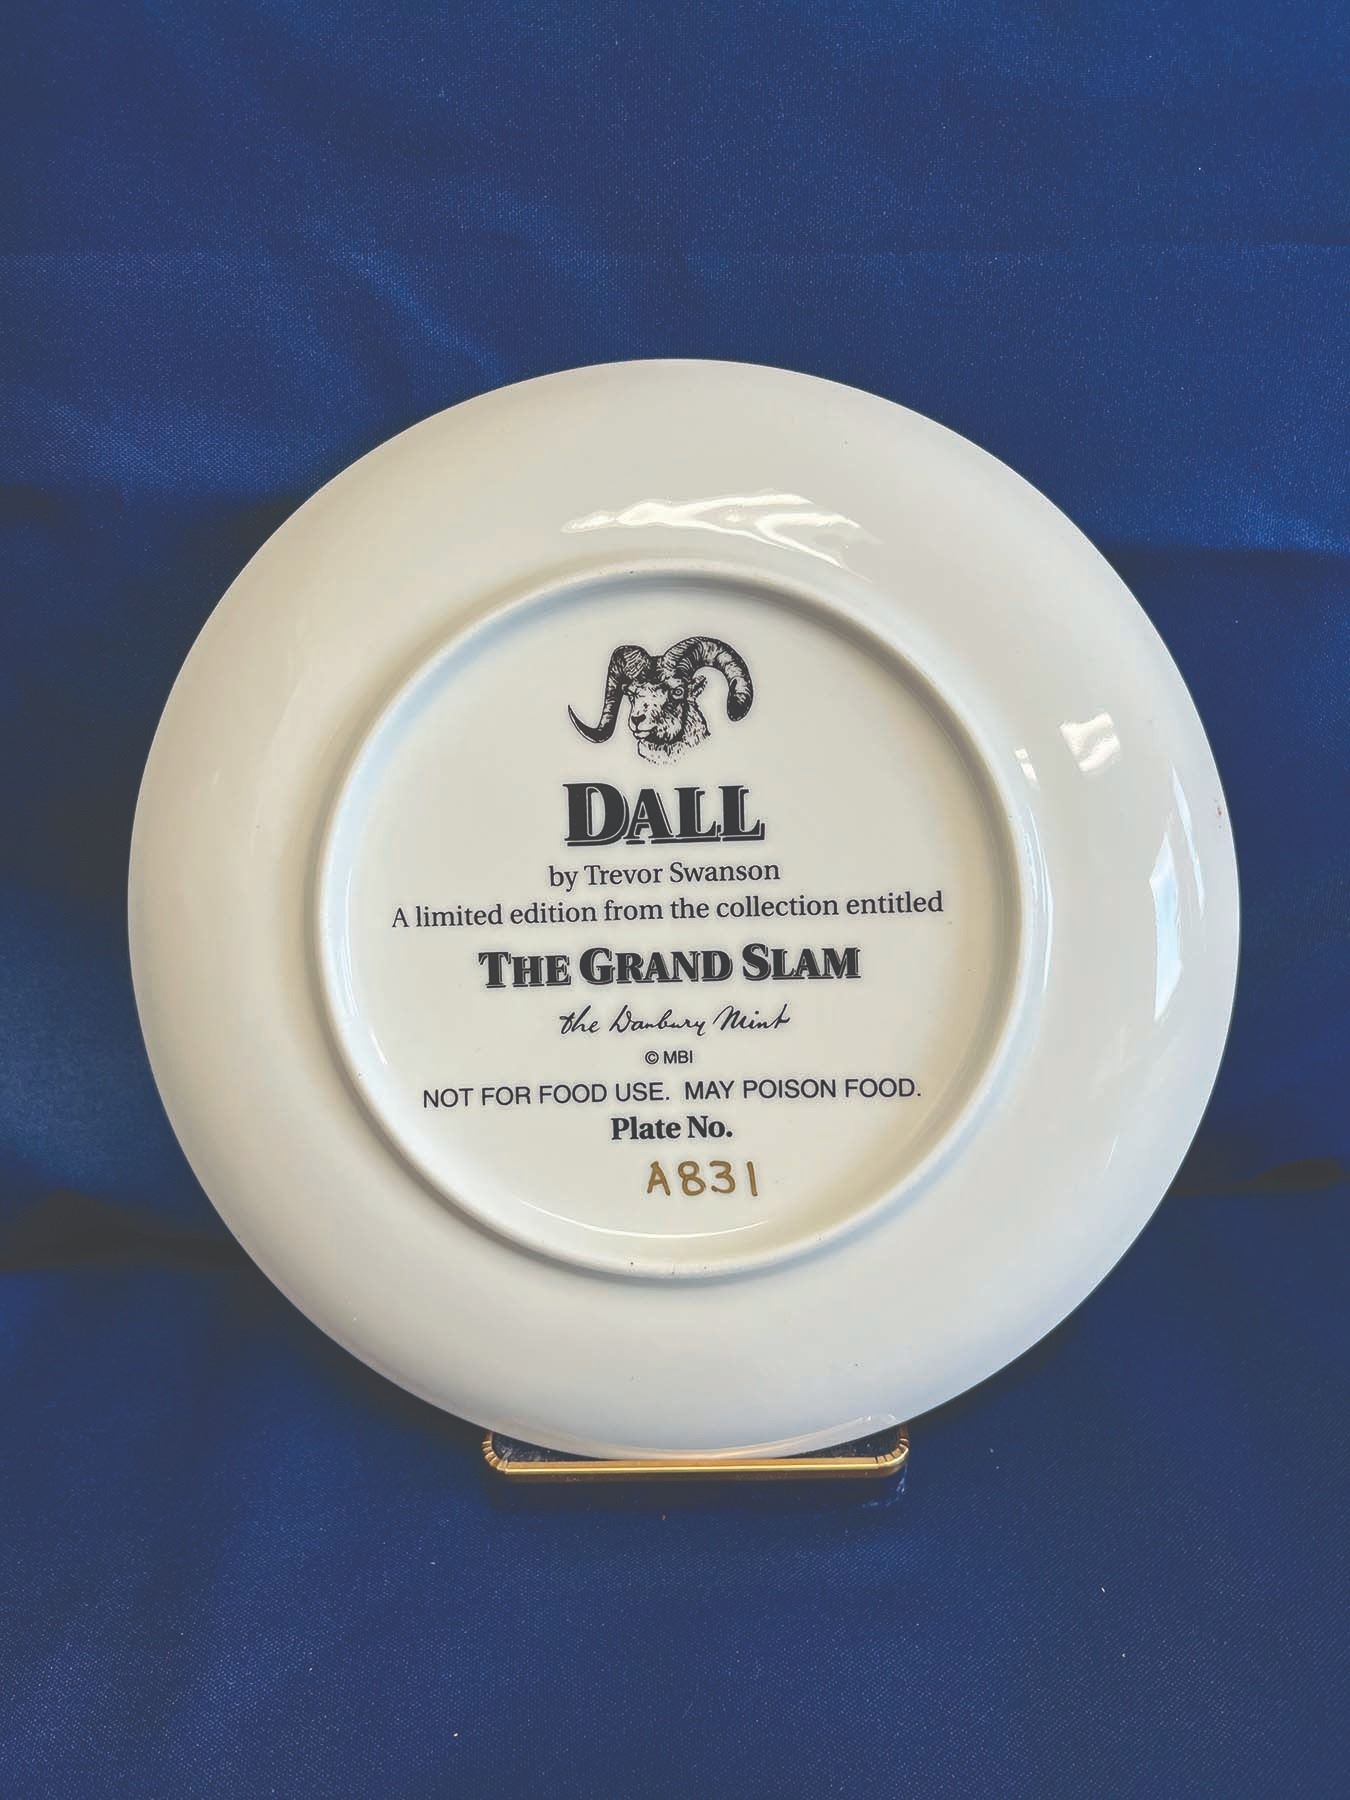 DALL
by Trevor Swanson
A limited edition from the collection entitled
THE GRAND SLAM
the Danbury Mint
© MBI
NOT FOR FOOD USE. MAY POISON FOOD.
Plate No.
A831